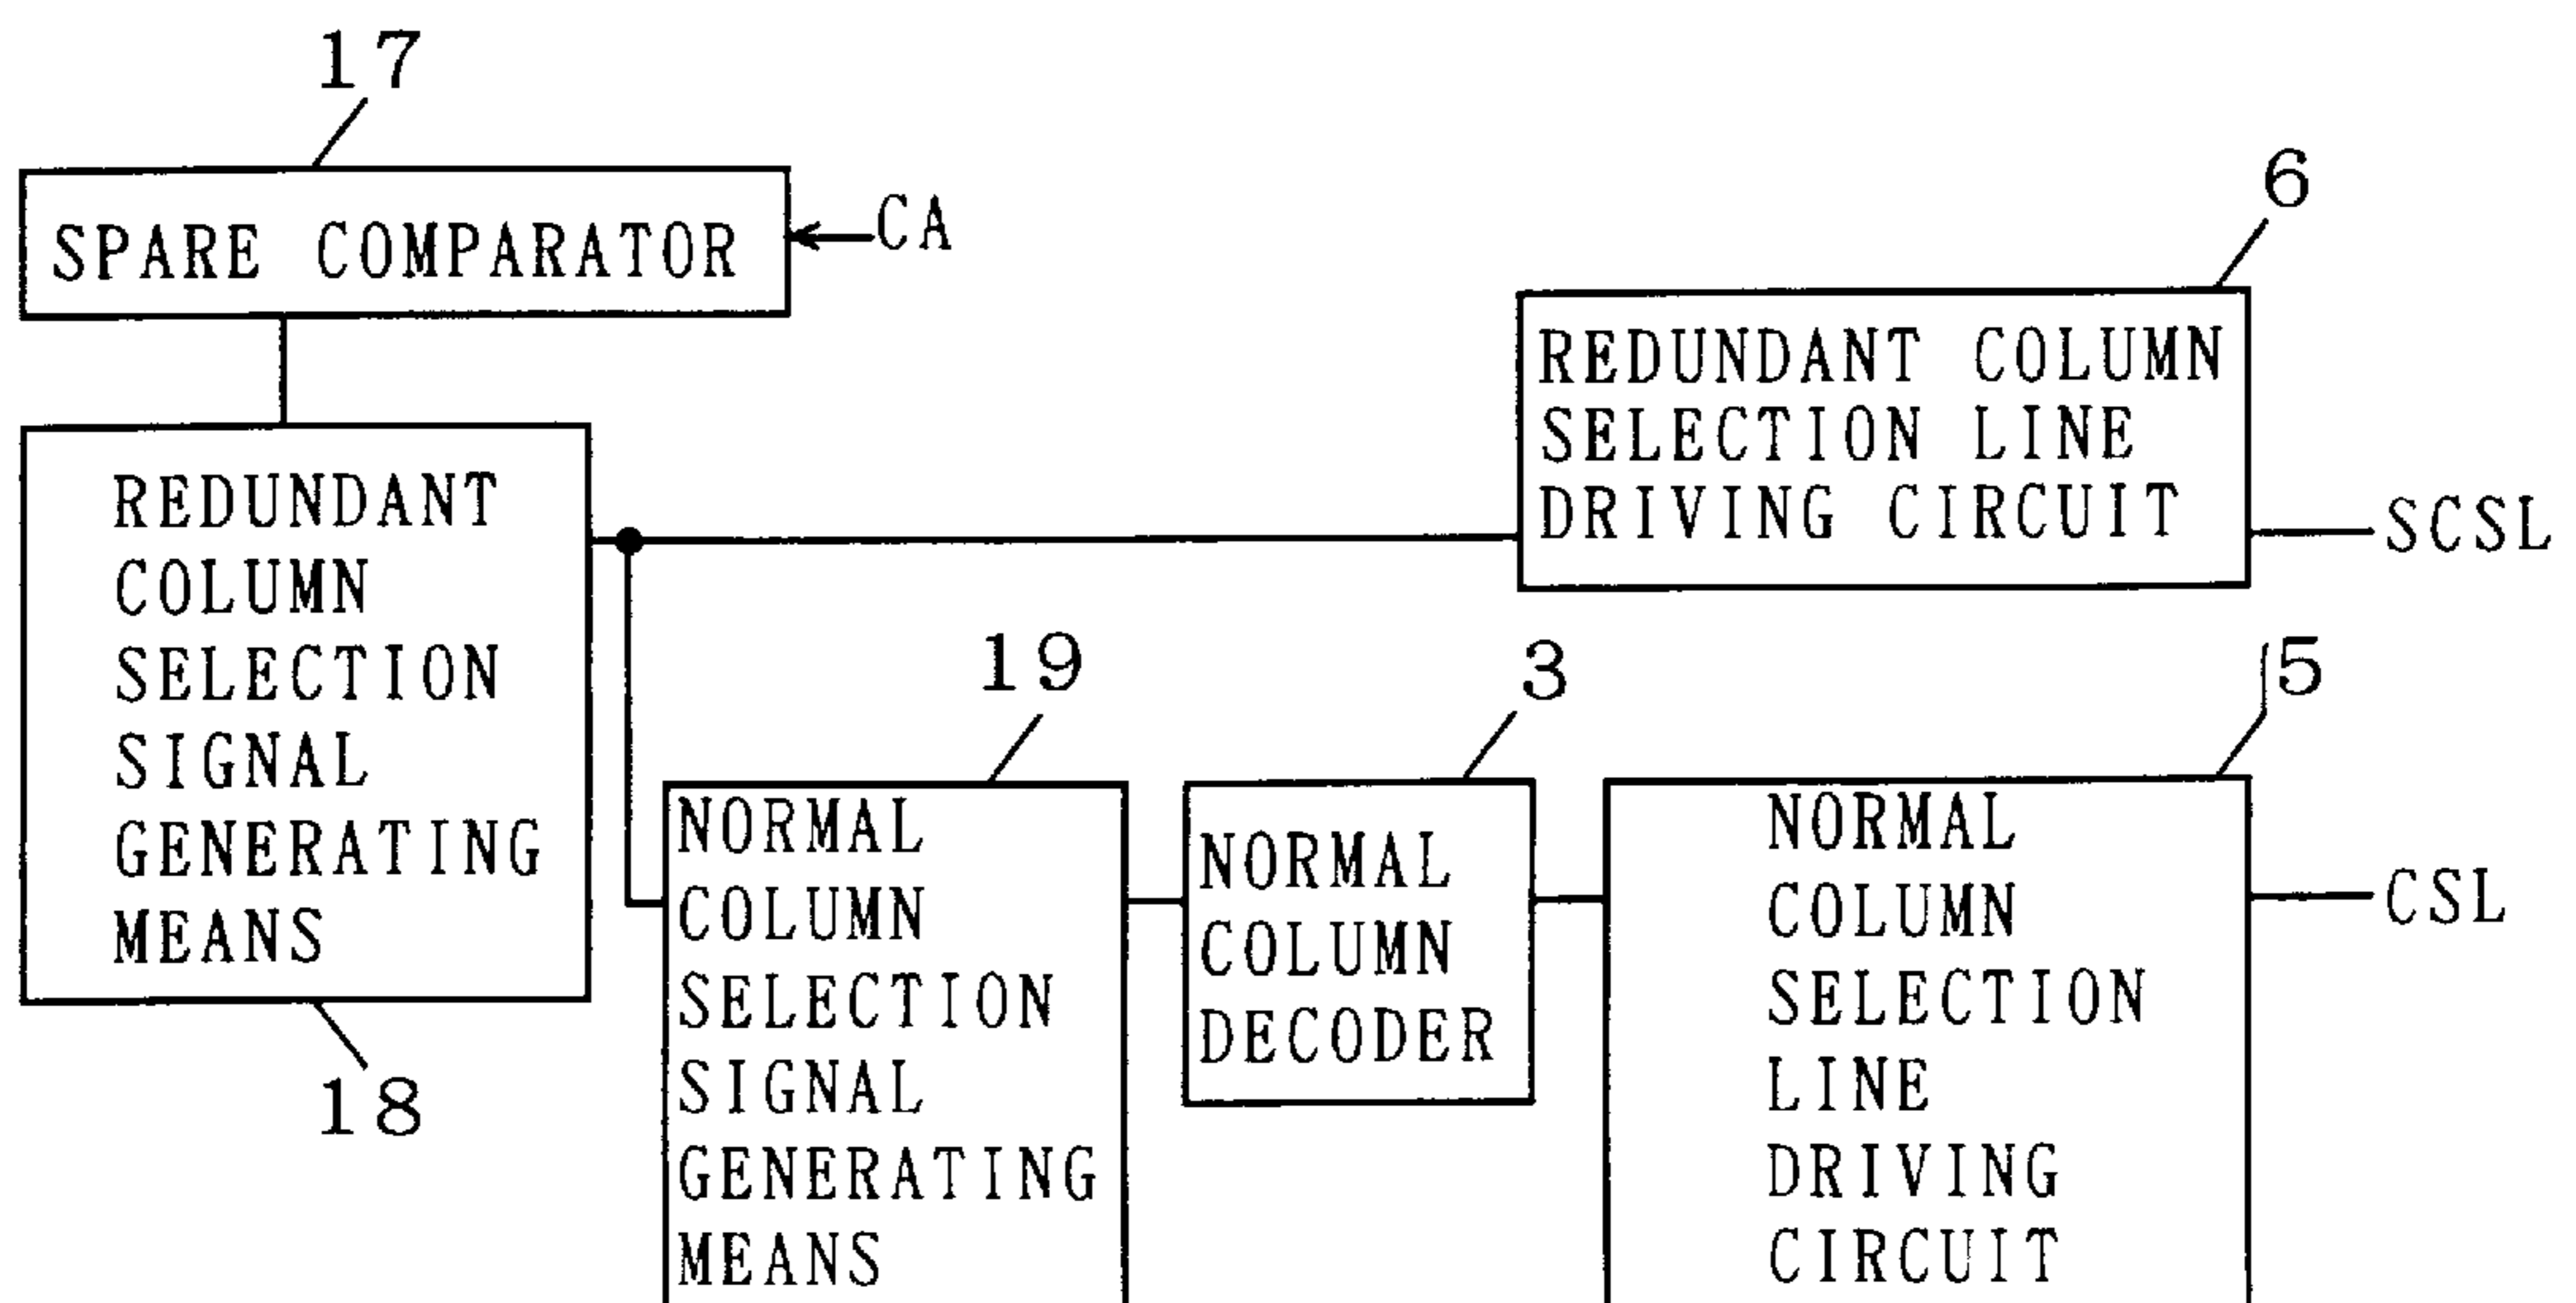 17
SPARE COMPARATOR
CA
6
REDUNDANT COLUMN
SELECTION LINE
DRIVING CIRCUIT
SCSL
REDUNDANT
COLUMN
SELECTION
SIGNAL
GENERATING
MEANS
18
19
NORMAL
COLUMN
SELECTION
SIGNAL
GENERATING
MEANS
3
NORMAL
COLUMN
DECODER
5
NORMAL
COLUMN
SELECTION
LINE
DRIVING
CIRCUIT
CSL